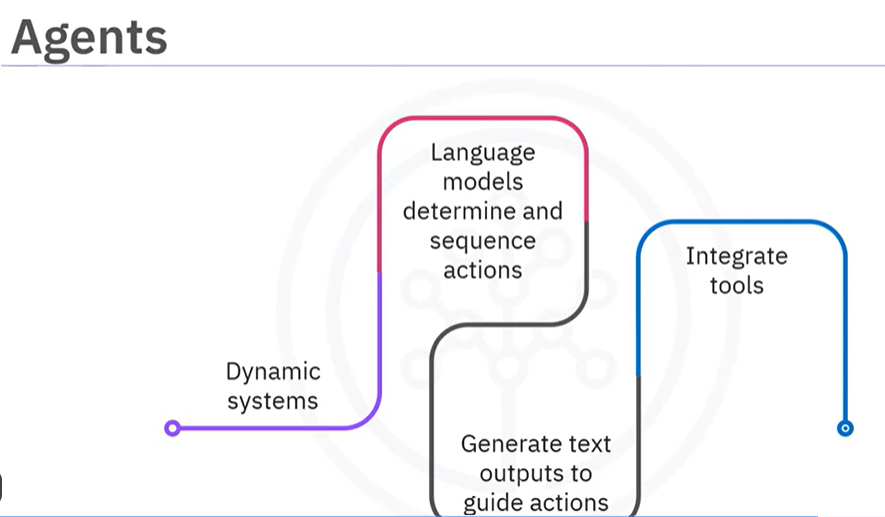 Agents
Dynamic
systems
Language
models
determine and
sequence
actions
Generate text
outputs to
guide actions
Integrate
tools